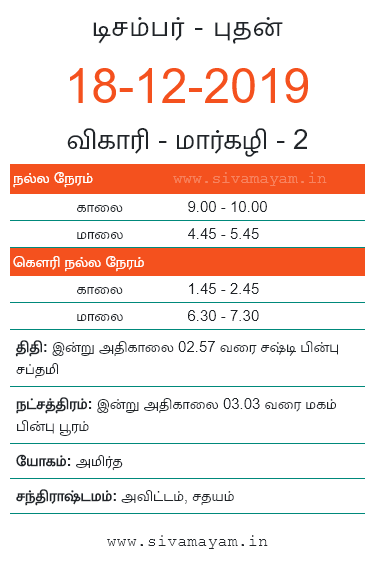 டிசம்பர் - புதன்
18-12-2019
விகாரி - மார்கழி - 2
நல்ல நேரம் www.sivamayam.in
காலை 9.00 - 10.00
மாலை 4.45 - 5.45
கௌரி நல்ல நேரம்
காலை 1.45 - 2.45
மாலை 6.30 - 7.30
திதி: இன்று அதிகாலை 02.57 வரை சஷ்டி பின்பு
சப்தமி
நட்சத்திரம்: இன்று அதிகாலை 03.03 வரை மகம்
பின்பு பூரம்
யோகம்: அமிர்த
சந்திராஷ்டமம்: அவிட்டம், சதயம்
www.sivamayam.in